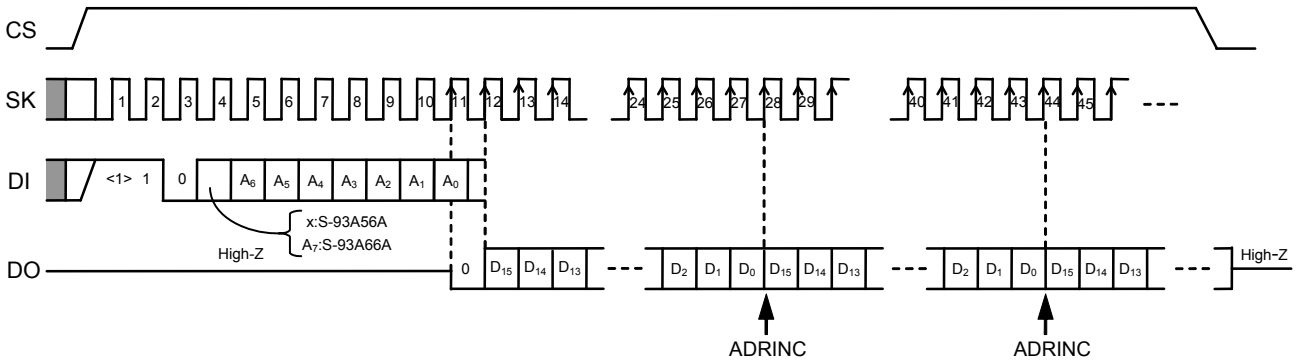 CS
SK 1 2 3 4 5 6 7 8 9 10 11 12 13 14 24 25 26 27 28 29 40 41 42 43 44 45
DI <1> 1 0 A₆ A₅ A₄ A₃ A₂ A₁ A₀
x:S-93A56A
A₇:S-93A66A
High-Z
DO 0 D₁₅ D₁₄ D₁₃ D₂ D₁ D₀ D₁₅ D₁₄ D₁₃ D₂ D₁ D₀ D₁₅ D₁₄ D₁₃ High-Z
ADRINC ADRINC